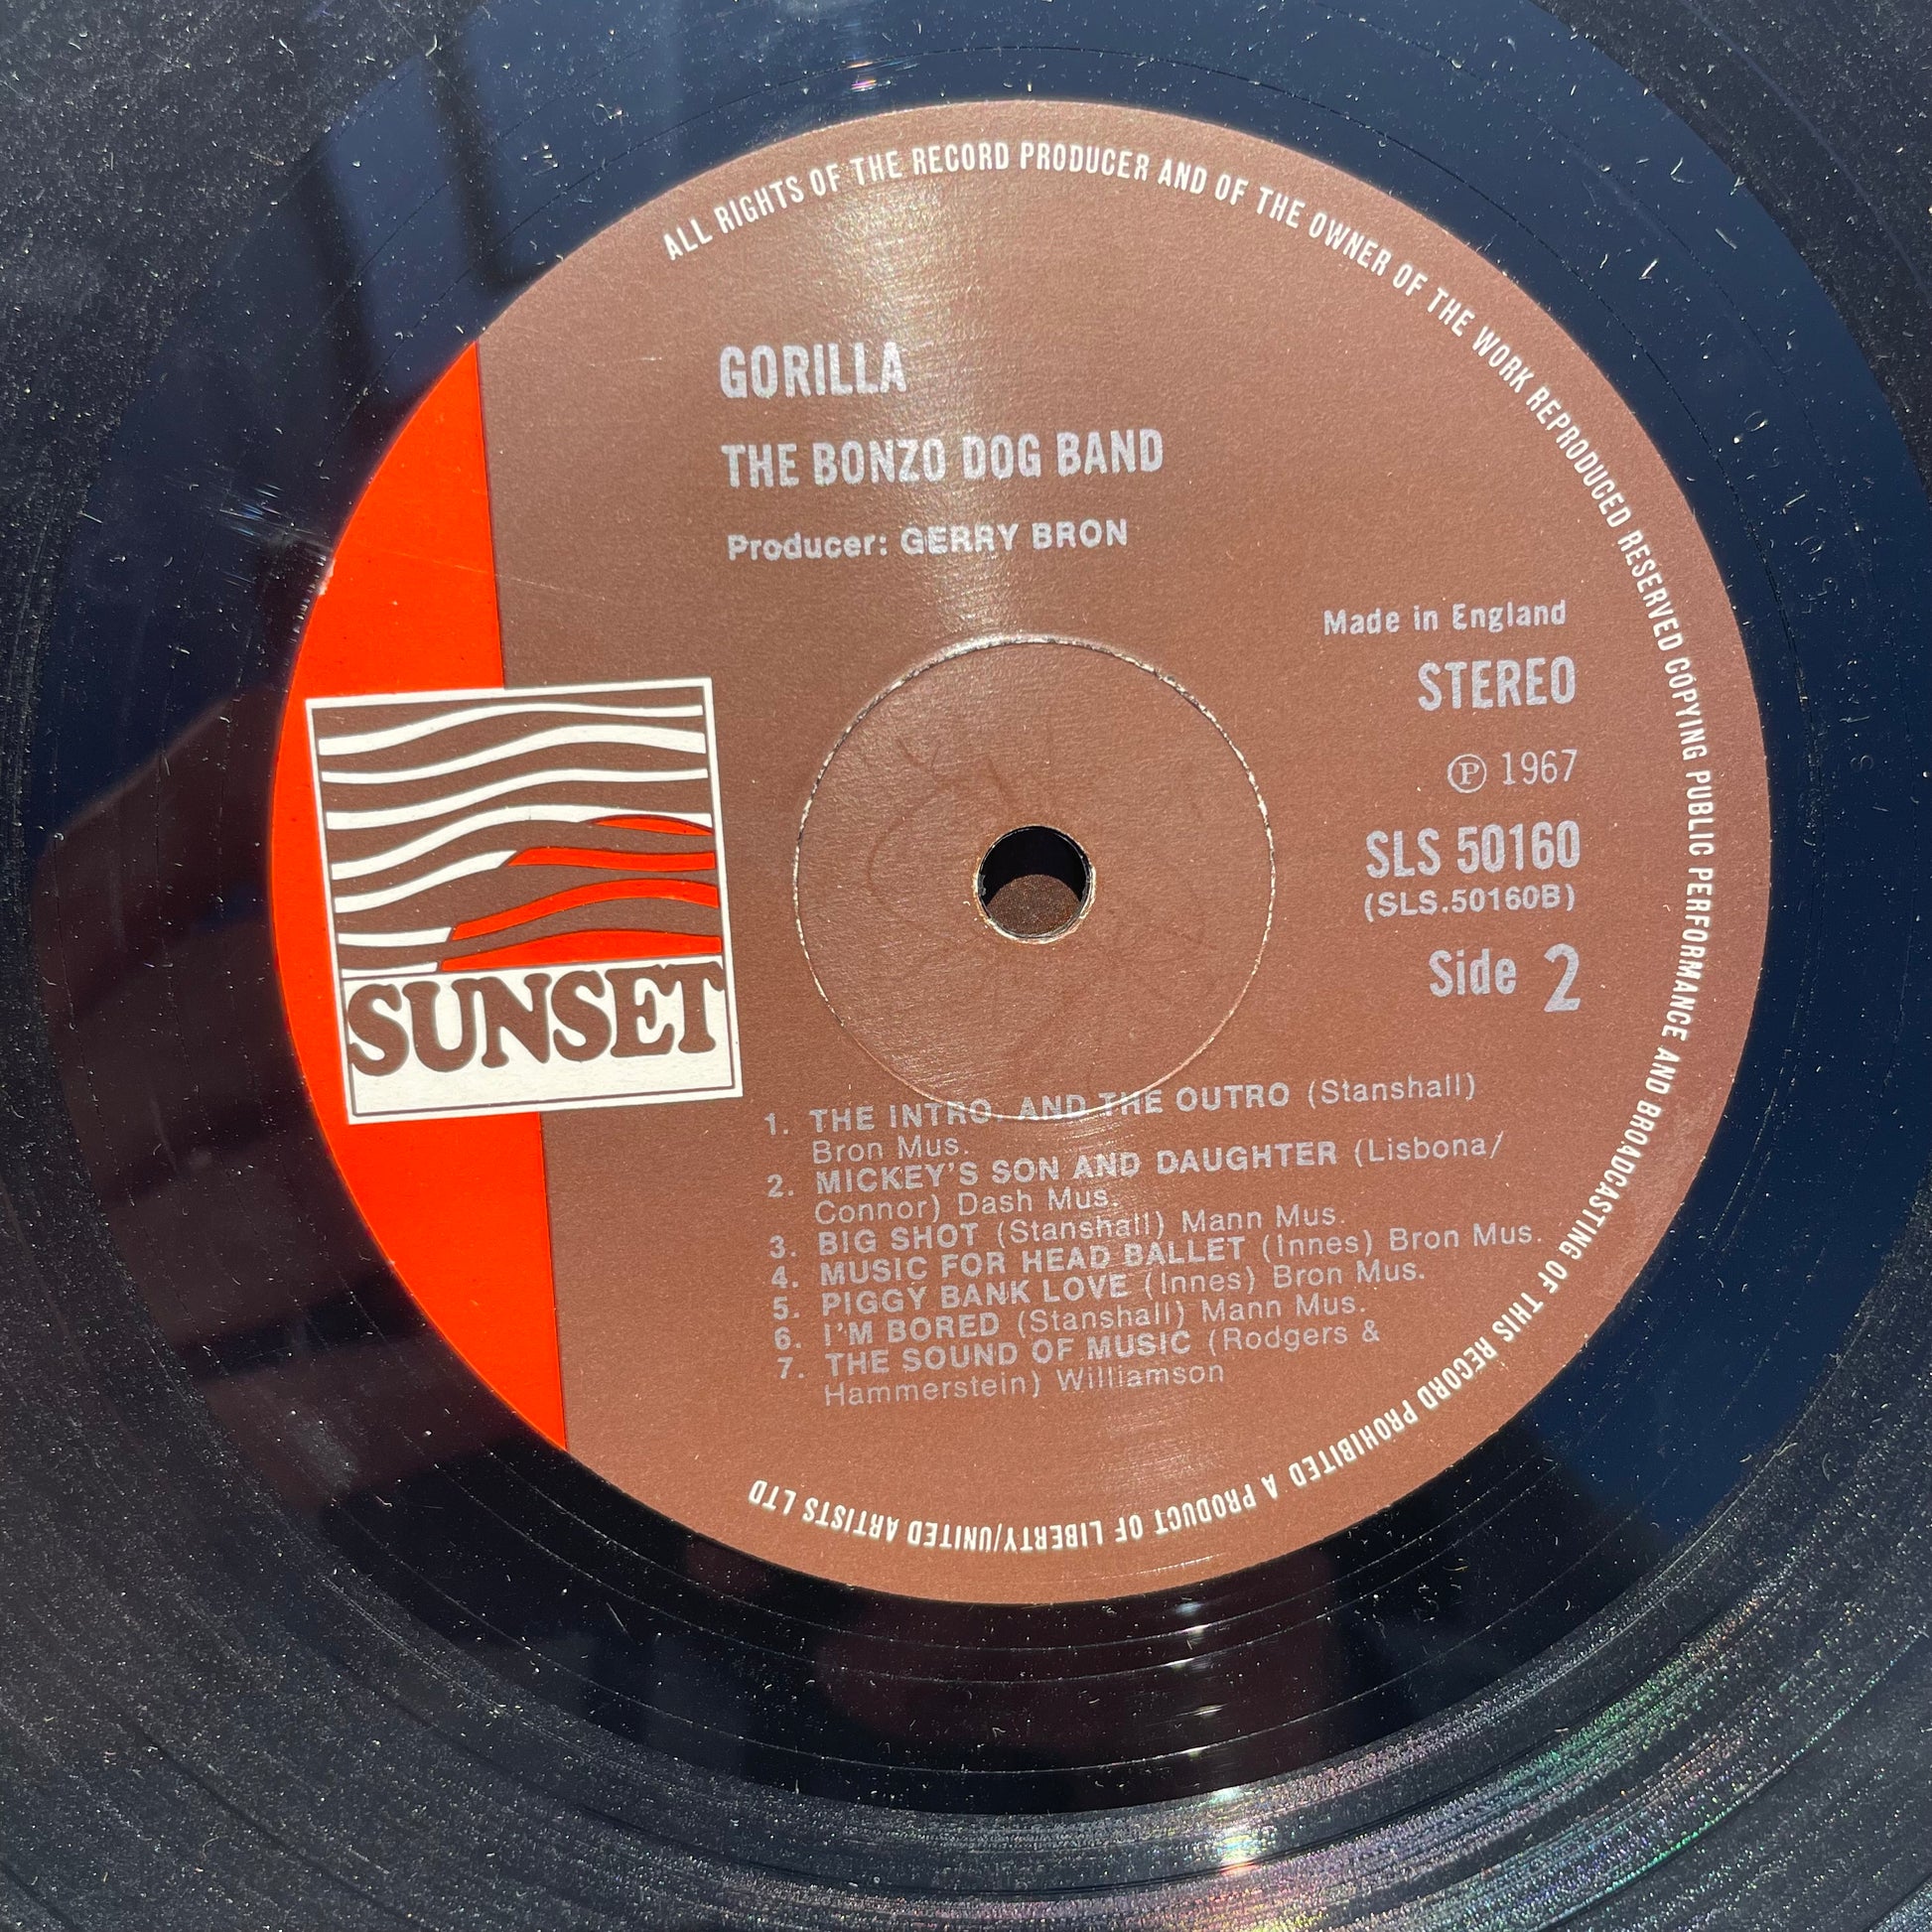 ALL RIGHTS OF THE RECORD PRODUCER AND OF THE OWNER OF THE WORK REPRODUCED RESERVED COPYING PUBLIC PERFORMANCE AND BROADCASTING OF THIS RECORD PROHIBITED A PRODUCT OF LIBERTY/UNITED ARTISTS LTD
GORILLA
THE BONZO DOG BAND
Producer: GERRY BRON
Made in England
STEREO
Ⓟ 1967
SLS 50160
(SLS.50160B)
Side 2
SUNSET
1. THE INTRO. AND THE OUTRO (Stanshall)
Bron Mus.
2. MICKEY'S SON AND DAUGHTER (Lisbona/
Connor) Dash Mus.
3. BIG SHOT (Stanshall) Mann Mus.
4. MUSIC FOR HEAD BALLET (Innes) Bron Mus.
5. PIGGY BANK LOVE (Innes) Bron Mus.
6. I'M BORED (Stanshall) Mann Mus.
7. THE SOUND OF MUSIC (Rodgers &
Hammerstein) Williamson